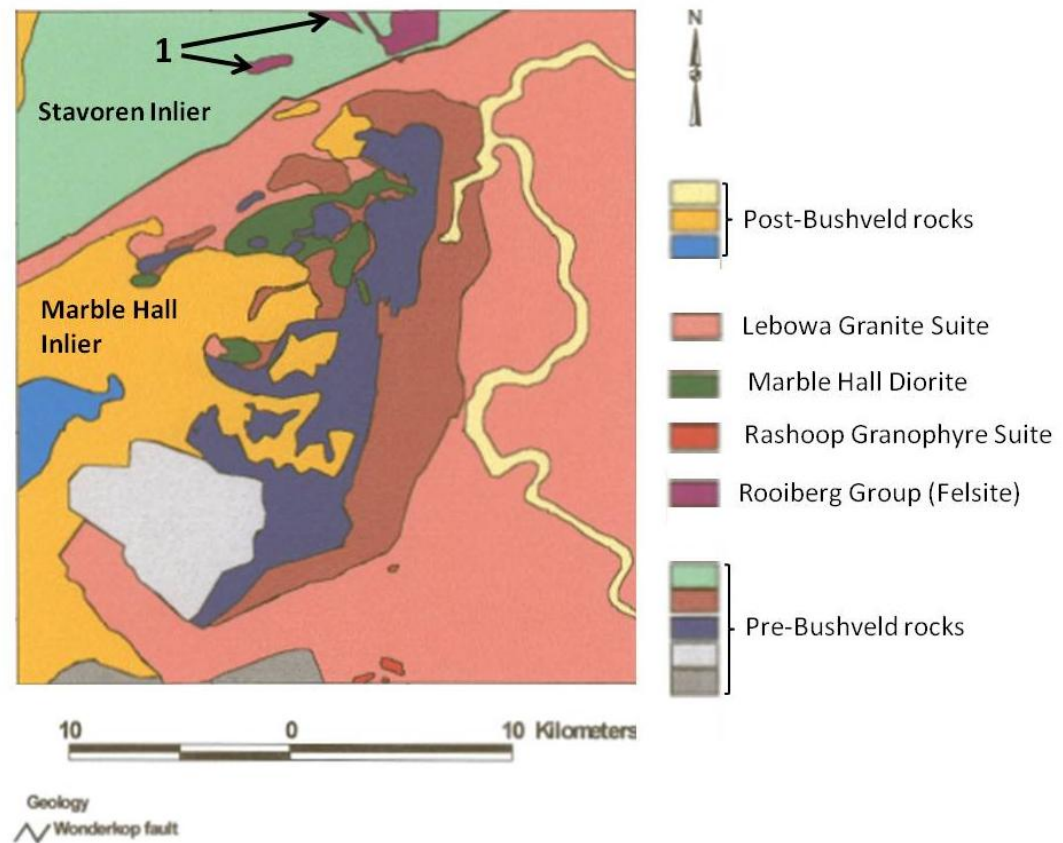 1
Stavoren Inlier
Marble Hall
Inlier
N
Post-Bushveld rocks
Lebowa Granite Suite
Marble Hall Diorite
Rashoop Granophyre Suite
Rooiberg Group (Felsite)
Pre-Bushveld rocks
10 0 10 Kilometers
Geology
Wonderkop fault